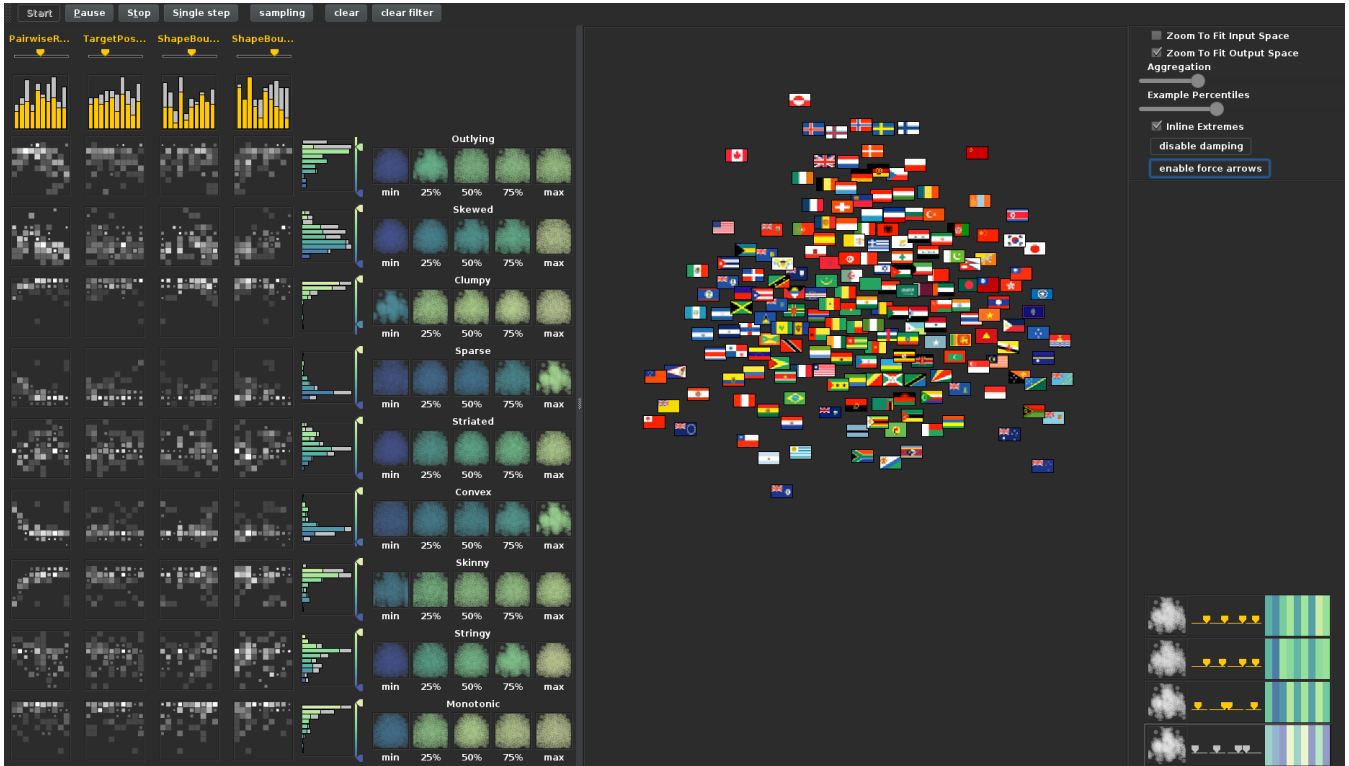 Start Pause Stop Single step sampling clear clear filter
PairwiseR... TargetPos... ShapeBou... ShapeBou...
Outlying
min 25% 50% 75% max
Skewed
min 25% 50% 75% max
Clumpy
min 25% 50% 75% max
Sparse
min 25% 50% 75% max
Striated
min 25% 50% 75% max
Convex
min 25% 50% 75% max
Skinny
min 25% 50% 75% max
Stringy
min 25% 50% 75% max
Monotonic
min 25% 50% 75% max
Zoom To Fit Input Space
Zoom To Fit Output Space
Aggregation
Example Percentiles
Inline Extremes
disable damping
enable force arrows